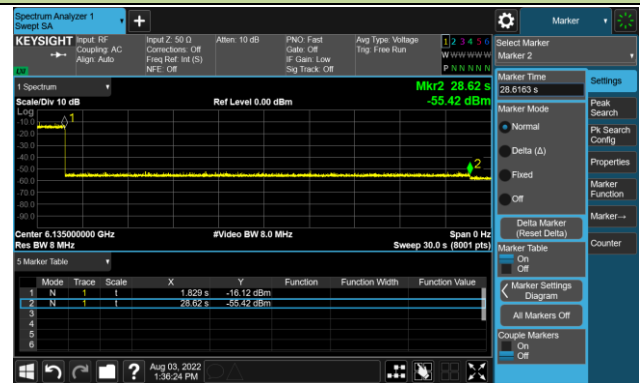 Spectrum Analyzer 1
Swept SA
Marker
KEYSIGHT
Input: RF
Coupling: AC
Align: Auto
Input Z: 50 Ω
Corrections: Off
Freq Ref: Int (S)
NFE: Off
Atten: 10 dB
PNO: Fast
Gate: Off
IF Gain: Low
Sig Track: Off
Avg Type: Voltage
Trig: Free Run
1 2 3 4 5 6
W W W W W W
P N N N N N
Select Marker
Marker 2
Marker Time
28.6163 s
Settings
Peak Search
Pk Search Config
Properties
Marker Function
Marker→
Counter
Marker Mode
Normal
Delta (Δ)
Fixed
Off
Delta Marker
(Reset Delta)
Marker Table
On
Off
Marker Settings
Diagram
All Markers Off
Couple Markers
On
Off
1 Spectrum
Scale/Div 10 dB
Ref Level 0.00 dBm
Mkr2 28.62 s
-55.42 dBm
Log
-10.0
-20.0
-30.0
-40.0
-50.0
-60.0
-70.0
-80.0
-90.0
1
2
Center 6.135000000 GHz
#Video BW 8.0 MHz
Span 0 Hz
Res BW 8 MHz
Sweep 30.0 s (8001 pts)
5 Marker Table
Mode Trace Scale X Y Function Function Width Function Value
1 N 1 t 1.829 s -16.12 dBm
2 N 1 t 28.62 s -55.42 dBm
3
4
5
6
?
Aug 03, 2022
1:36:24 PM